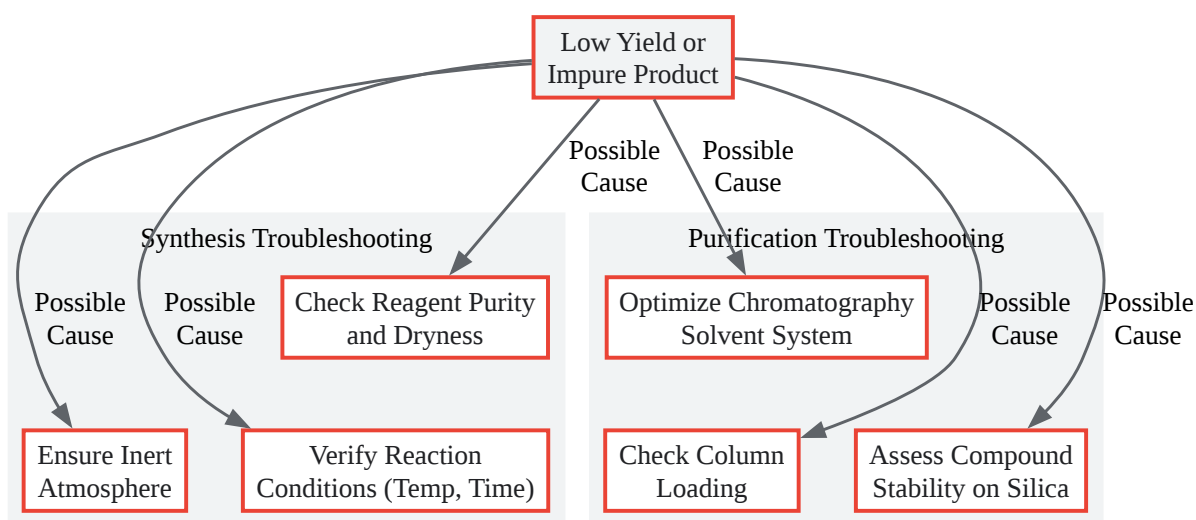 Low Yield or
Impure Product
Possible
Cause
Possible
Cause
Synthesis Troubleshooting
Purification Troubleshooting
Possible
Cause
Possible
Cause
Check Reagent Purity
and Dryness
Optimize Chromatography
Solvent System
Possible
Cause
Possible
Cause
Ensure Inert
Atmosphere
Verify Reaction
Conditions (Temp, Time)
Check Column
Loading
Assess Compound
Stability on Silica